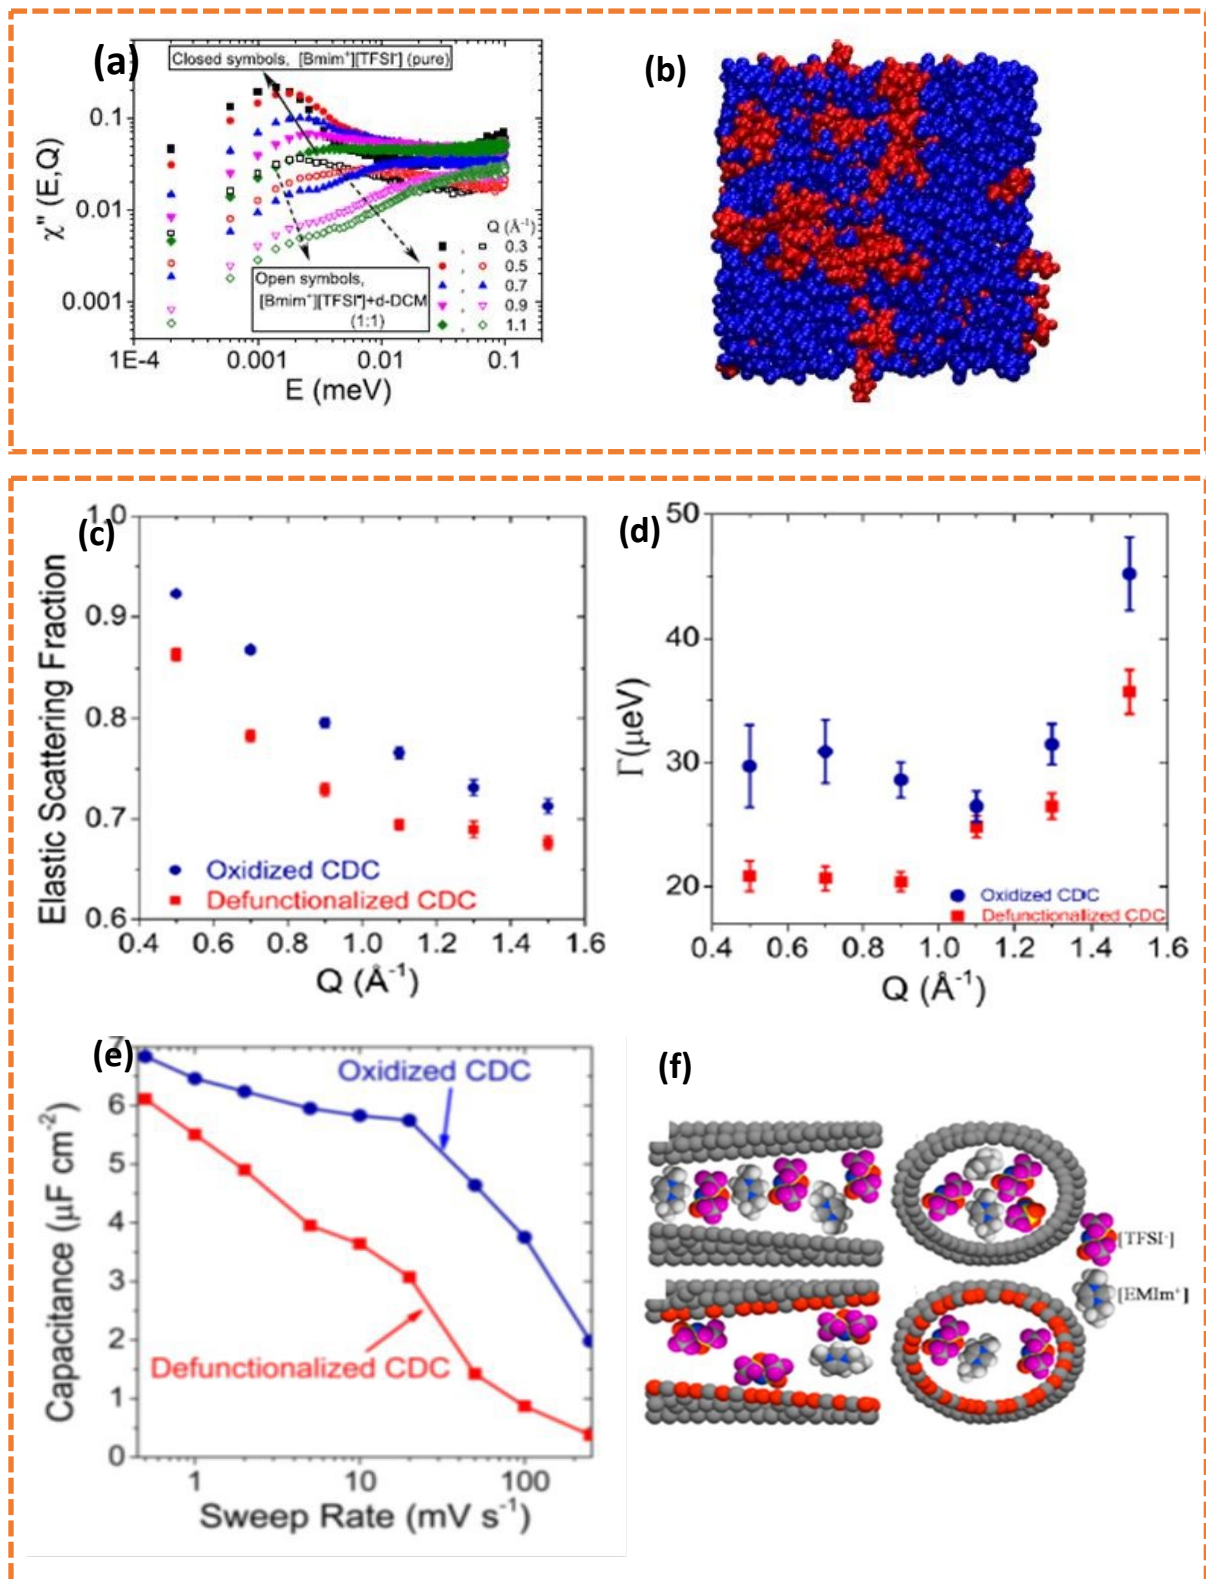 (a)
Closed symbols, [Bmim⁺][TFSI⁻] (pure)
χ" (E,Q)
0.1
0.01
0.001
Q (Å⁻¹)
0.3
0.5
0.7
0.9
1.1
Open symbols,
[Bmim⁺][TFSI⁻]+d-DCM
(1:1)
1E-4
0.001
0.01
0.1
E (meV)
(b)
(c)
Elastic Scattering Fraction
1.0
0.9
0.8
0.7
0.6
Oxidized CDC
Defunctionalized CDC
0.4
0.6
0.8
1.0
1.2
1.4
1.6
Q (Å⁻¹)
(d)
Γ(μeV)
50
40
30
20
Oxidized CDC
Defunctionalized CDC
0.4
0.6
0.8
1.0
1.2
1.4
1.6
Q (Å⁻¹)
(e)
Capacitance (μF cm⁻²)
7
6
5
4
3
2
1
0
Oxidized CDC
Defunctionalized CDC
1
10
100
Sweep Rate (mV s⁻¹)
(f)
[TFSI⁻]
[EMIm⁺]